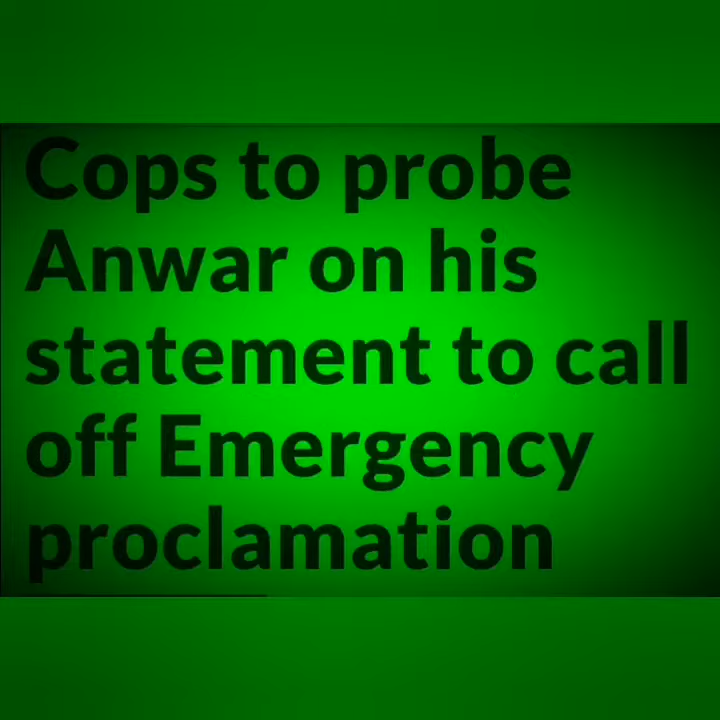 Cops to probe
Anwar on his
statement to call
off Emergency
proclamation